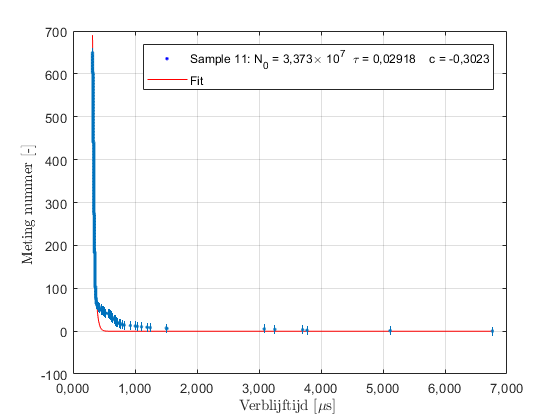 700
600
500
400
300
200
100
0
-100
Meting nummer [-]
Sample 11: N₀ = 3,373× 10⁷ τ = 0,02918 c = -0,3023
Fit
0,000 1,000 2,000 3,000 4,000 5,000 6,000 7,000
Verblijftijd [μs]